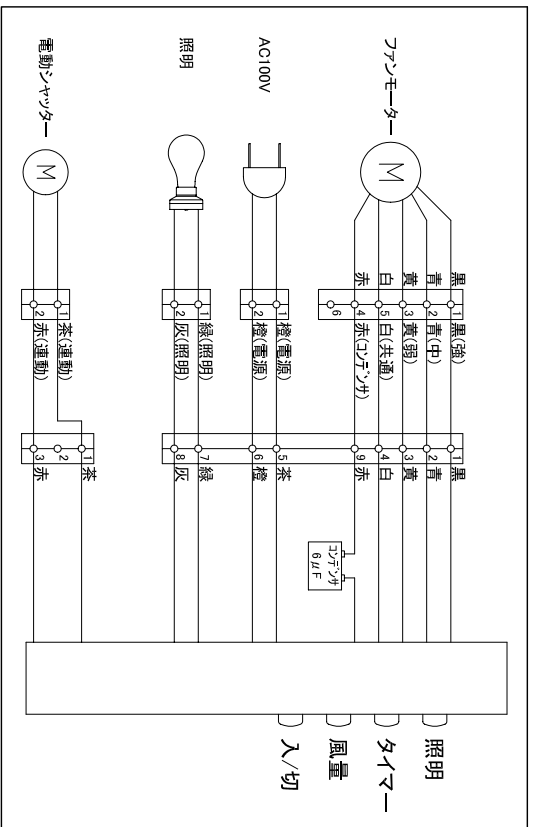 ファンモーター
M
黒 1 黒(強) 1 黒
青 2 青(中) 2 青
黄 3 黄(弱) 3 黄
白 5 白(共通) 4 白
赤 4 赤(コンデンサ) 9 赤
6
コンデンサ
6μF
AC100V
1 橙(電源) 5 茶
2 橙(電源) 6 橙
照明
1 緑(照明) 7 緑
2 灰(照明) 8 灰
電動シャッター
M
1 茶(連動) 1 茶
2
2 赤(連動) 3 赤
照明
タイマー
風量
入/切